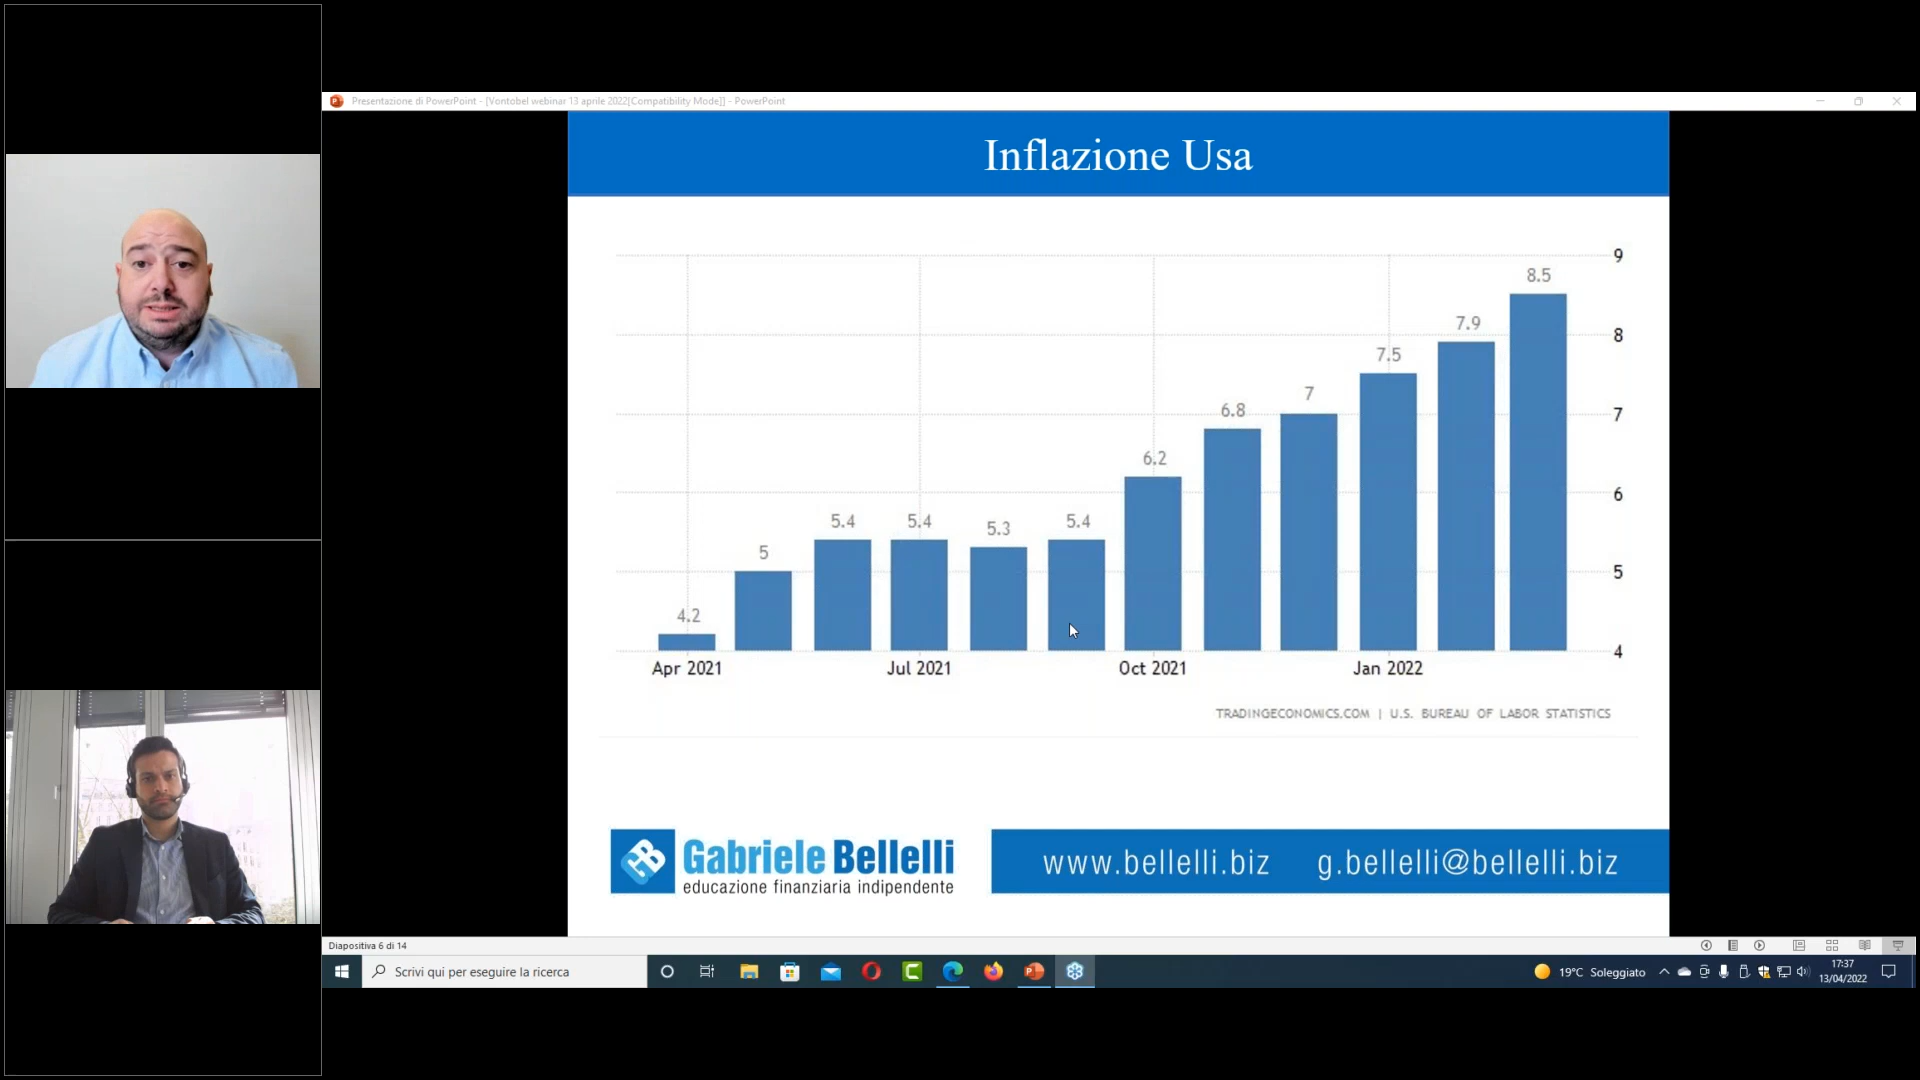 Presentazione di PowerPoint - [Vontobel webinar 13 aprile 2022[Compatibility Mode]] - PowerPoint
Inflazione Usa
9
8
7
6
5
4
4.2
5
5.4
5.4
5.3
5.4
6.2
6.8
7
7.5
7.9
8.5
Apr 2021
Jul 2021
Oct 2021
Jan 2022
TRADINGECONOMICS.COM | U.S. BUREAU OF LABOR STATISTICS
Gabriele Bellelli
educazione finanziaria indipendente
www.bellelli.biz g.bellelli@bellelli.biz
Diapositiva 6 di 14
Scrivi qui per eseguire la ricerca
19°C Soleggiato
17:37
13/04/2022